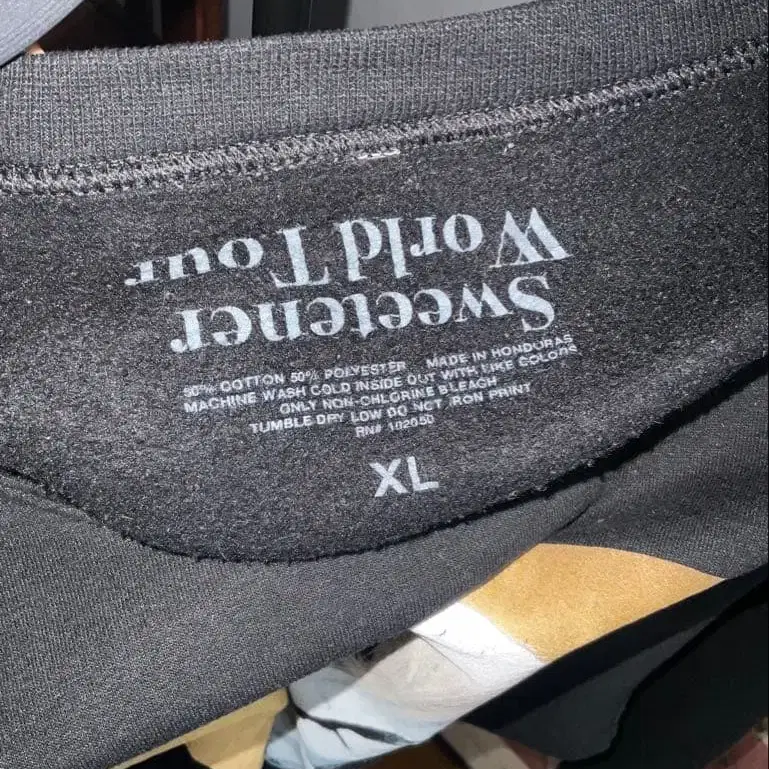 Sweetener
World Tour
50% COTTON 50% POLYESTER MADE IN HONDURAS
MACHINE WASH COLD INSIDE OUT WITH LIKE COLORS
ONLY NON-CHLORINE BLEACH
TUMBLE DRY LOW DO NOT IRON PRINT
RN# 102050
XL